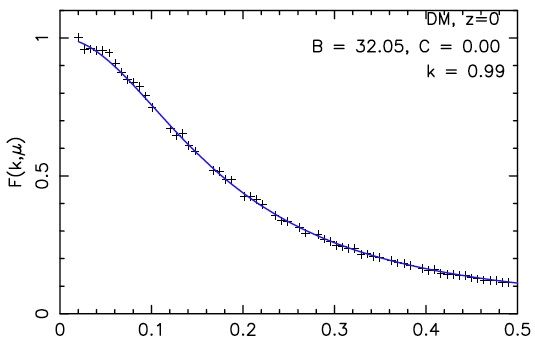 DM, z=0
B = 32.05, C = 0.00
k = 0.99
F(k,μ)
1
0.5
0
0
0.1
0.2
0.3
0.4
0.5